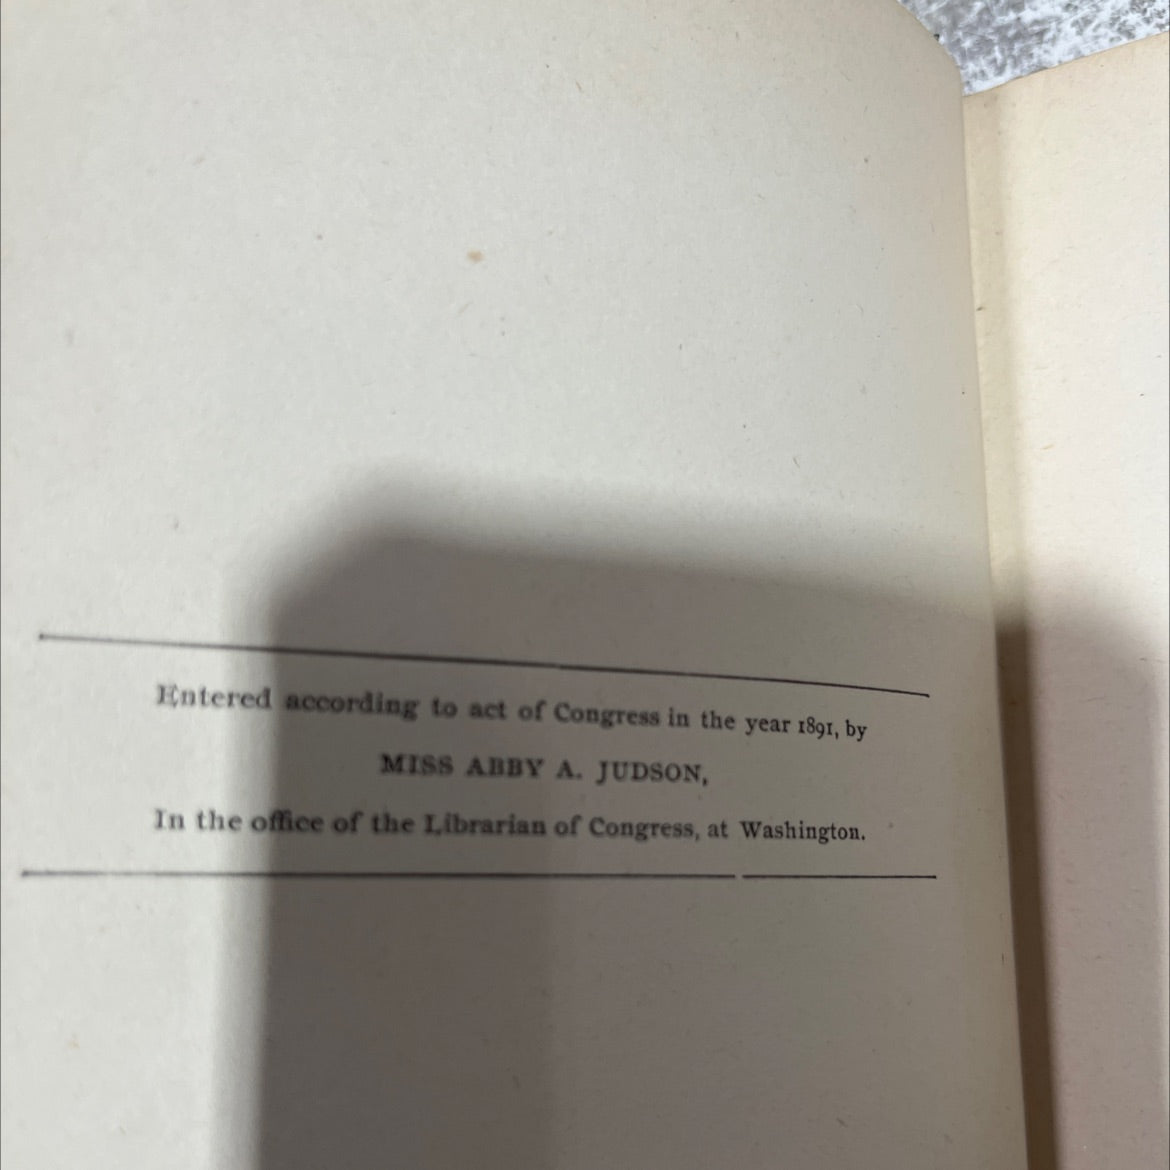 Entered according to act of Congress in the year 1891, by
MISS ABBY A. JUDSON,
In the office of the Librarian of Congress, at Washington.